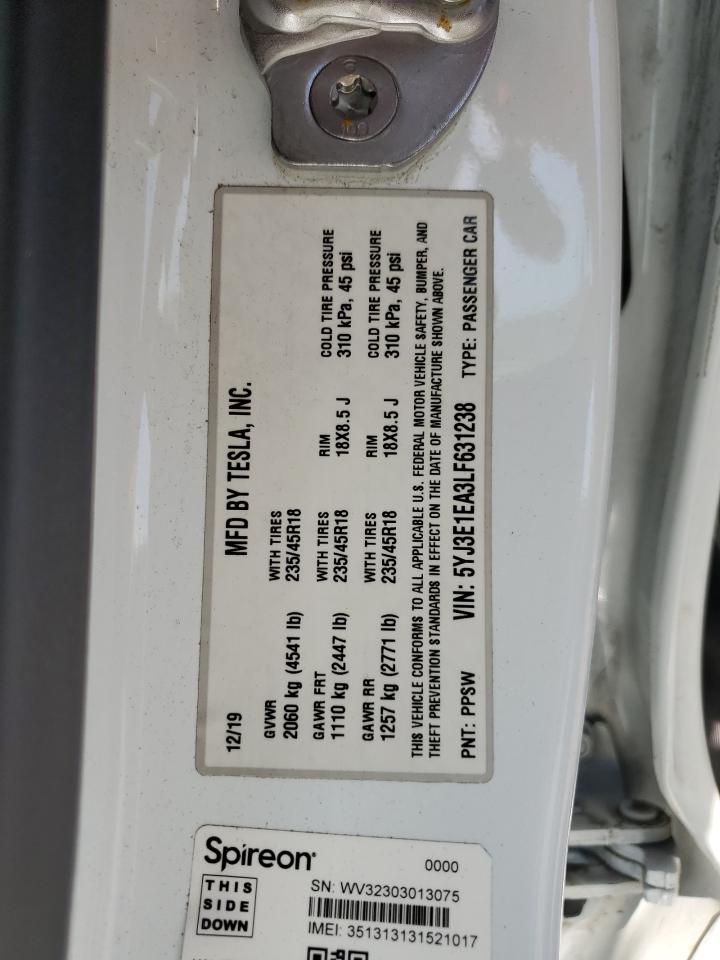 12/19 MFD BY TESLA, INC.
GVWR WITH TIRES
2060 kg (4541 lb) 235/45R18
GAWR FRT WITH TIRES RIM COLD TIRE PRESSURE
1110 kg (2447 lb) 235/45R18 18X8.5 J 310 kPa, 45 psi
GAWR RR WITH TIRES RIM COLD TIRE PRESSURE
1257 kg (2771 lb) 235/45R18 18X8.5 J 310 kPa, 45 psi
THIS VEHICLE CONFORMS TO ALL APPLICABLE U.S. FEDERAL MOTOR VEHICLE SAFETY, BUMPER, AND
THEFT PREVENTION STANDARDS IN EFFECT ON THE DATE OF MANUFACTURE SHOWN ABOVE.
PNT: PPSW VIN: 5YJ3E1EA3LF631238 TYPE: PASSENGER CAR
Spireon 0000
THIS
SIDE
DOWN
SN: WV32303013075
IMEI: 351313131521017